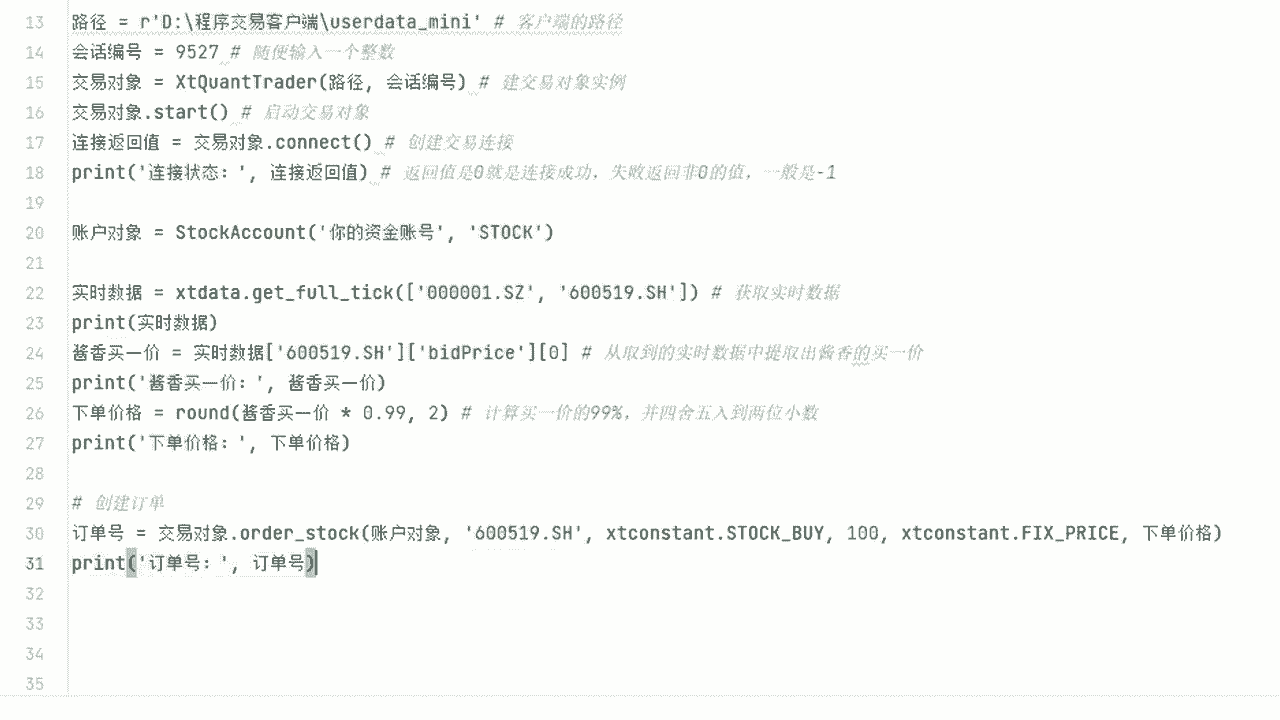 13 路径 = r'D:\程序交易客户端\userdata_mini' # 客户端的路径
14 会话编号 = 9527 # 随便输入一个整数
15 交易对象 = XtQuantTrader(路径, 会话编号) # 建交易对象实例
16 交易对象.start() # 启动交易对象
17 连接返回值 = 交易对象.connect() # 创建交易连接
18 print('连接状态：', 连接返回值) # 返回值是0就是连接成功，失败返回非0的值，一般是-1
19
20 账户对象 = StockAccount('你的资金账号', 'STOCK')
21
22 实时数据 = xtdata.get_full_tick(['000001.SZ', '600519.SH']) # 获取实时数据
23 print(实时数据)
24 酱香买一价 = 实时数据['600519.SH']['bidPrice'][0] # 从取到的实时数据中提取出酱香的买一价
25 print('酱香买一价：', 酱香买一价)
26 下单价格 = round(酱香买一价 * 0.99, 2) # 计算买一价的99%，并四舍五入到两位小数
27 print('下单价格：', 下单价格)
28
29 # 创建订单
30 订单号 = 交易对象.order_stock(账户对象, '600519.SH', xtconstant.STOCK_BUY, 100, xtconstant.FIX_PRICE, 下单价格)
31 print('订单号：', 订单号)
32
33
34
35